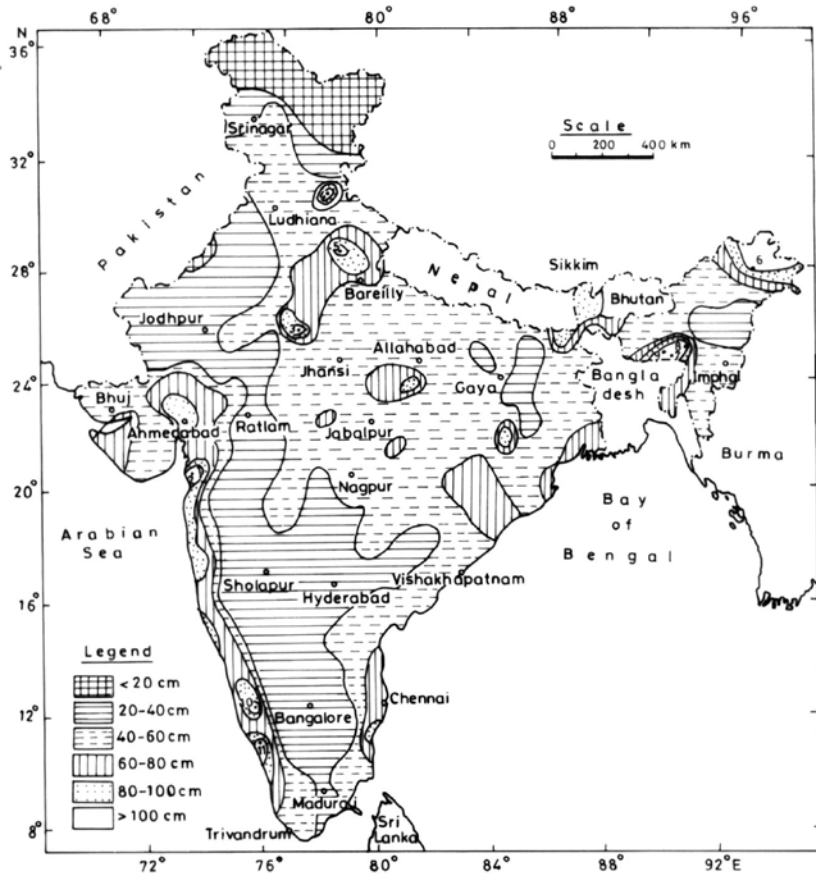 68°
80°
88°
96°
N
36°
Srinagar
Scale
0 200 400 km
32°
Pakistan
Ludhiana
28°
Nepal
Sikkim
6
Bareilly
Bhutan
Jodhpur
Jhansi
Allahabad
24°
Gaya
Bangla
desh
Imphal
Bhuj
Ahmedabad
Ratlam
Jabalpur
Burma
Nagpur
20°
Arabian
Sea
Bay
of
Bengal
Sholapur
Hyderabad
Vishakhapatnam
16°
Legend
<20 cm
20-40 cm
40-60 cm
60-80 cm
80-100 cm
>100 cm
Chennai
12°
Bangalore
Madurai
Trivandrum
Sri
Lanka
8°
72°
76°
80°
84°
88°
92°E